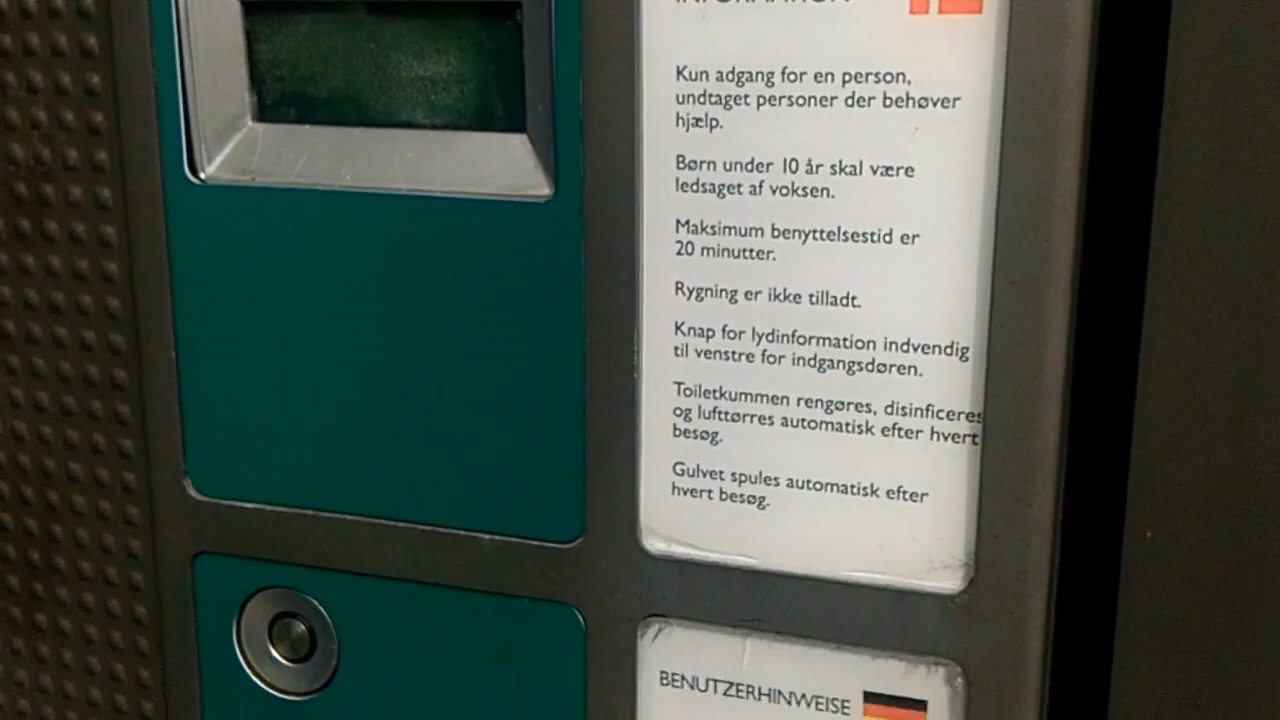 INFORMATION
Kun adgang for en person,
undtaget personer der behøver
hjælp.
Børn under 10 år skal være
ledsaget af voksen.
Maksimum benyttelsestid er
20 minutter.
Rygning er ikke tilladt.
Knap for lydinformation indvendig
til venstre for indgangsdøren.
Toiletkummen rengøres, disinficeres
og lufttørres automatisk efter hvert
besøg.
Gulvet spules automatisk efter
hvert besøg.
BENUTZERHINWEISE